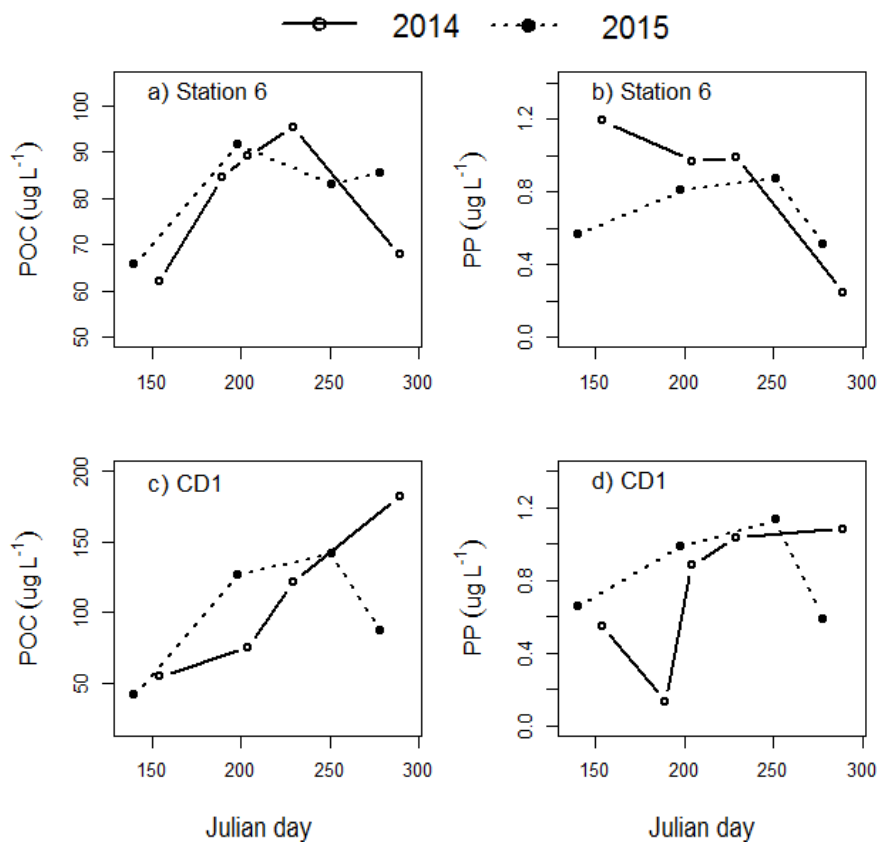 2014 2015
a) Station 6
POC (ug L⁻¹)
100
90
80
70
60
50
150 200 250 300
b) Station 6
PP (ug L⁻¹)
1.2
0.8
0.4
0.0
150 200 250 300
c) CD1
POC (ug L⁻¹)
200
150
100
50
150 200 250 300
Julian day
d) CD1
PP (ug L⁻¹)
1.2
0.8
0.4
0.0
150 200 250 300
Julian day